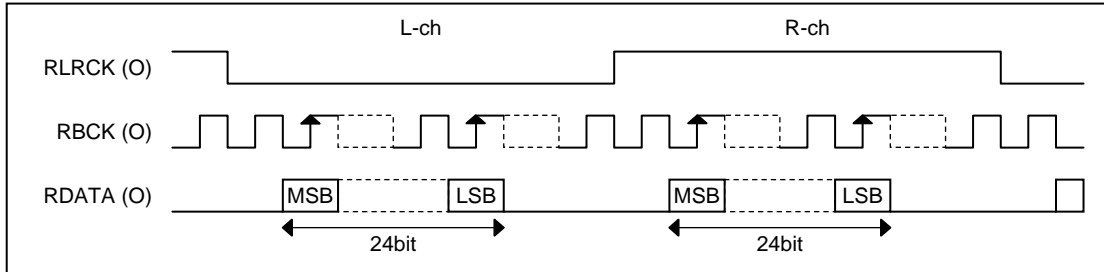 L-ch R-ch
RLRCK (O)
RBCK (O)
RDATA (O) MSB LSB MSB LSB
24bit 24bit